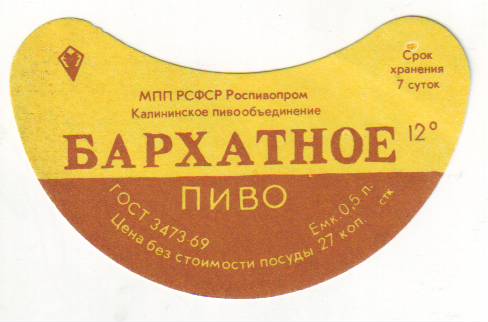 Срок
хранения
7 суток
МПП РСФСР Роспивопром
Калининское пивообъединение
БАРХАТНОЕ 12°
ПИВО
ГОСТ 3473-69
Емк. 0,5 л.
Цена без стоимости посуды 27 коп. стк